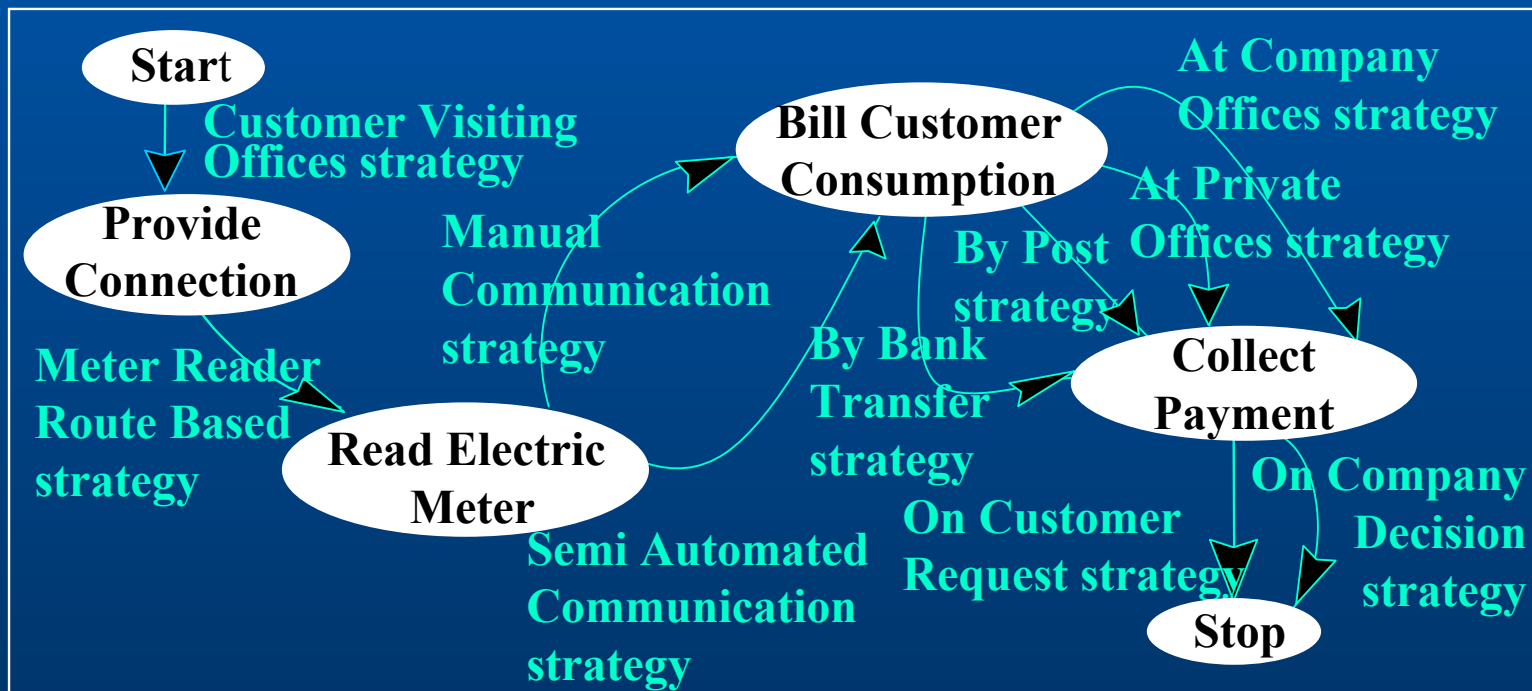 Start
Customer Visiting
Offices strategy
Provide
Connection
Meter Reader
Route Based
strategy
Read Electric
Meter
Manual
Communication
strategy
Semi Automated
Communication
strategy
Bill Customer
Consumption
At Company
Offices strategy
At Private
Offices strategy
By Post
strategy
By Bank
Transfer
strategy
Collect
Payment
On Customer
Request strategy
On Company
Decision
strategy
Stop